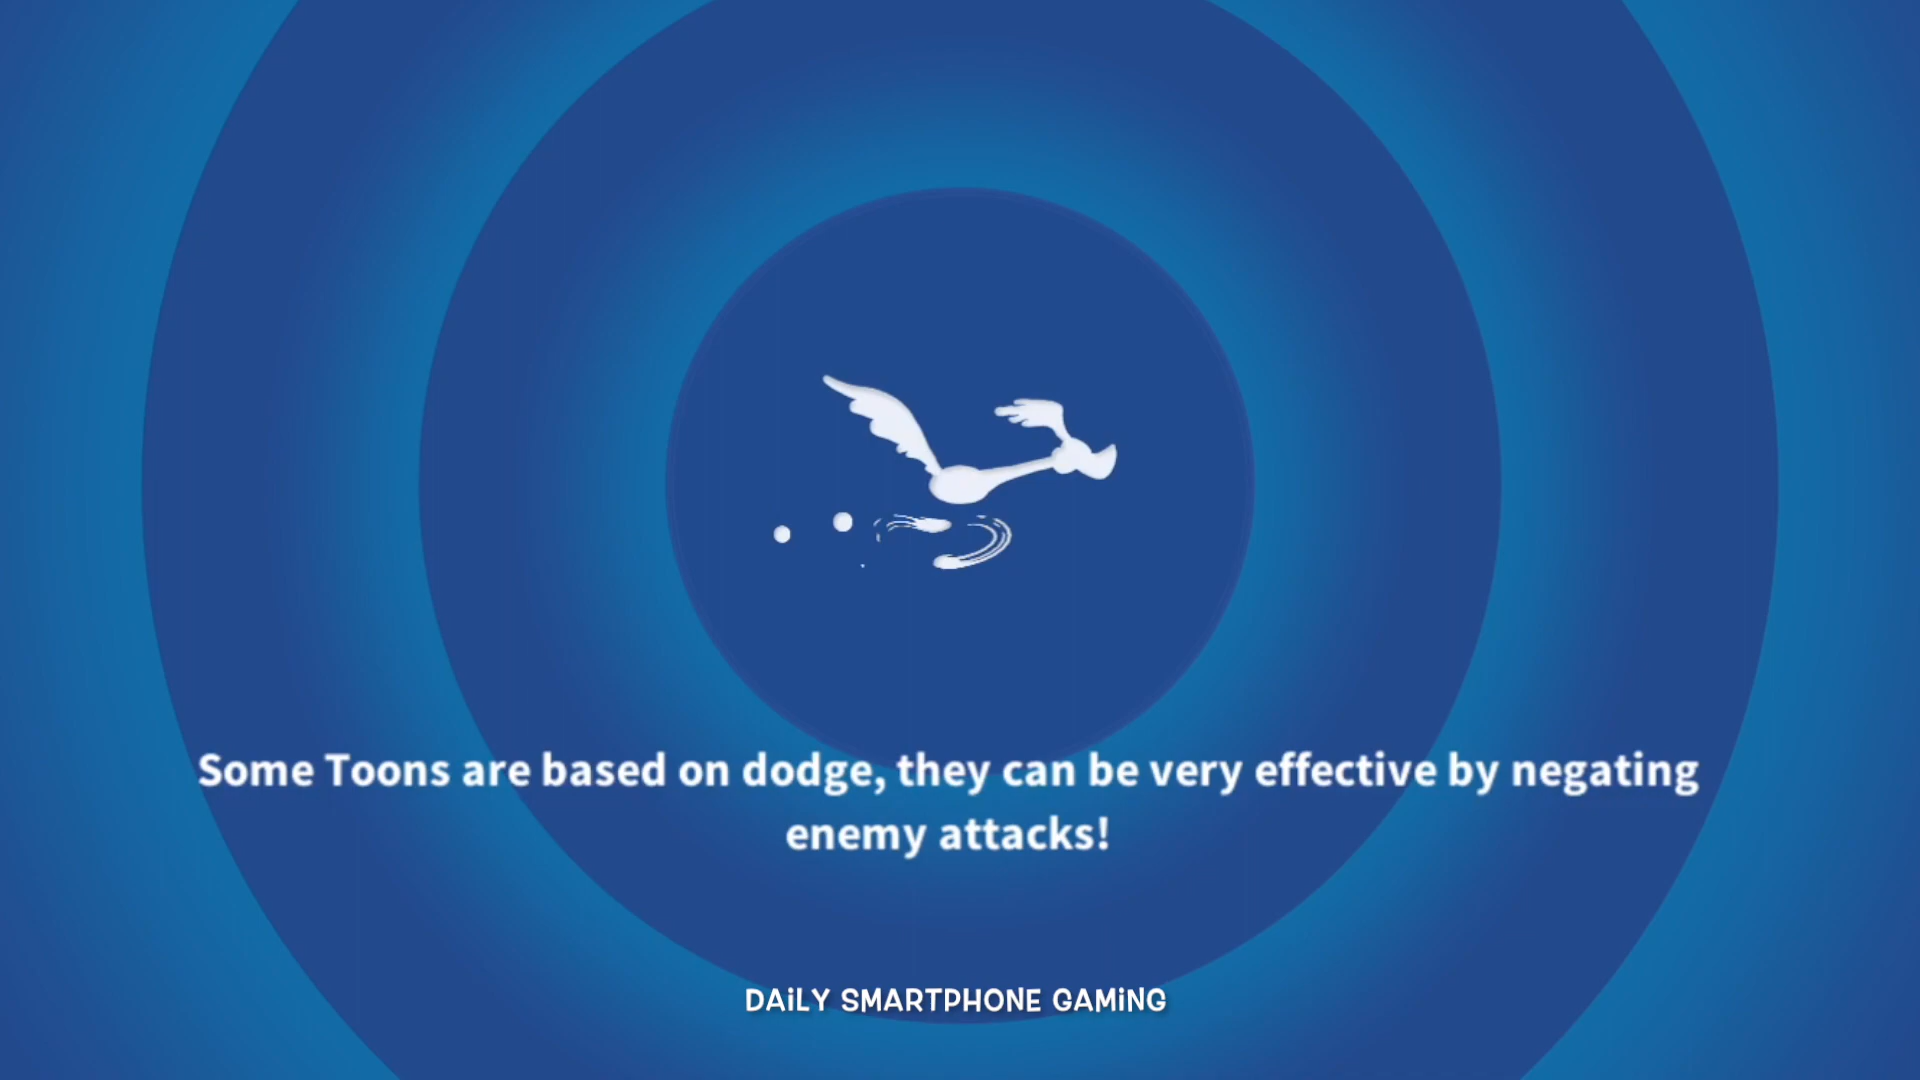 Some Toons are based on dodge, they can be very effective by negating
enemy attacks!
DAiLY SMARTPHONE GAMiNG